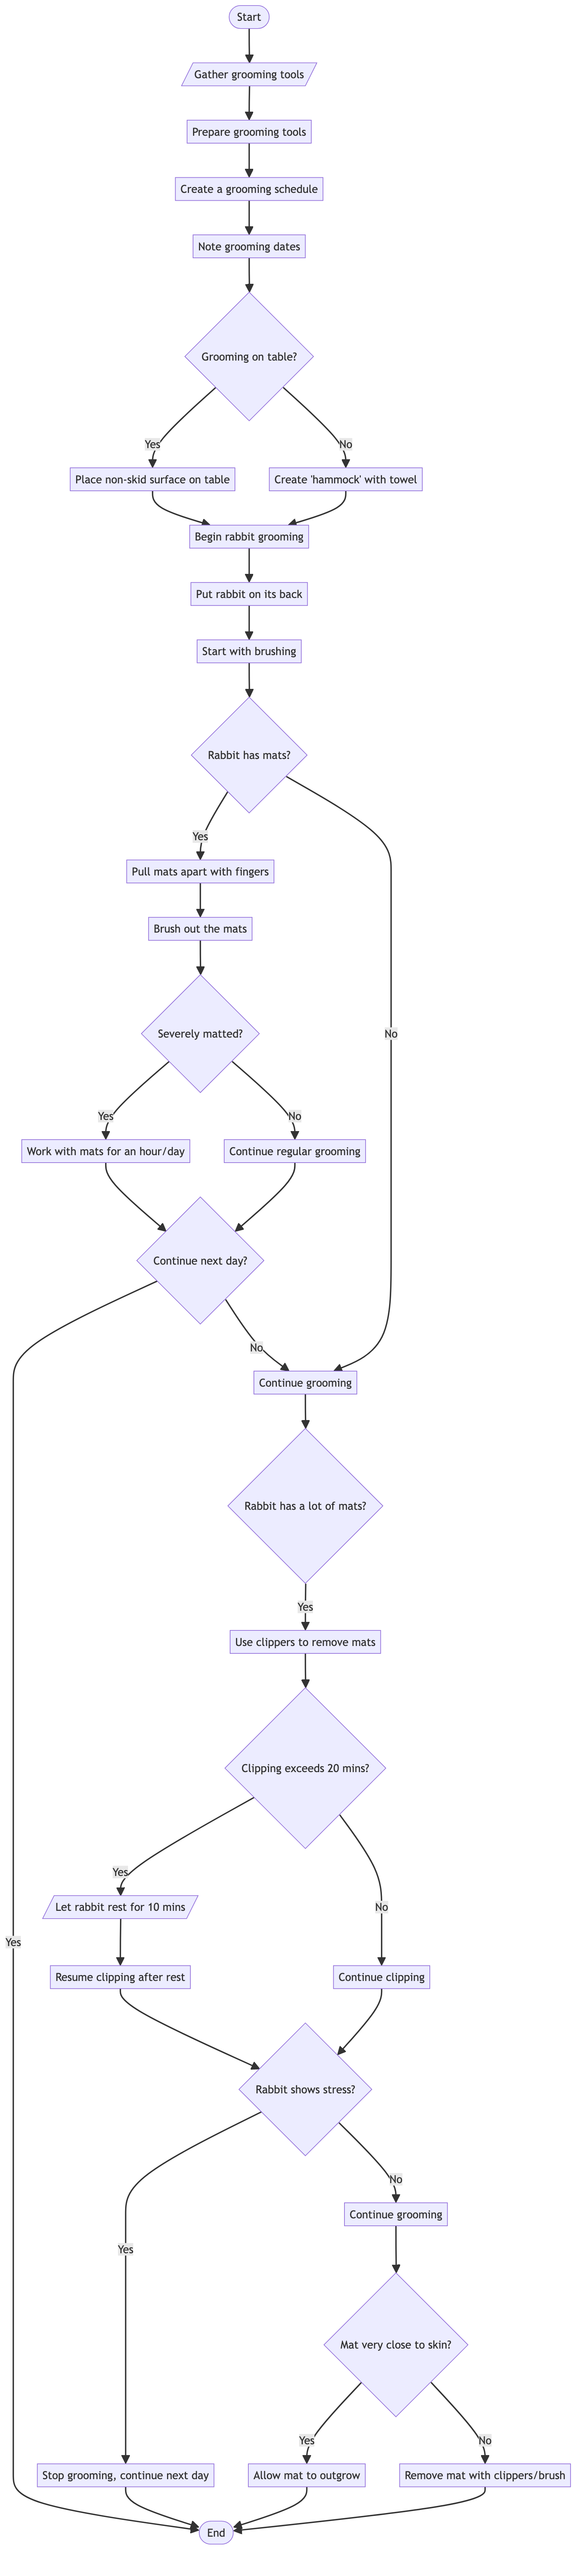 Start
Gather grooming tools
Prepare grooming tools
Create a grooming schedule
Note grooming dates
Grooming on table?
Yes
No
Place non-skid surface on table
Create 'hammock' with towel
Begin rabbit grooming
Put rabbit on its back
Start with brushing
Rabbit has mats?
Yes
Pull mats apart with fingers
Brush out the mats
Severely matted?
No
Yes
No
Work with mats for an hour/day
Continue regular grooming
Continue next day?
No
Continue grooming
Rabbit has a lot of mats?
Yes
Use clippers to remove mats
Clipping exceeds 20 mins?
Yes
Let rabbit rest for 10 mins
No
Yes
Resume clipping after rest
Continue clipping
Rabbit shows stress?
No
Continue grooming
Yes
Mat very close to skin?
Yes
No
Stop grooming, continue next day
Allow mat to outgrow
Remove mat with clippers/brush
End